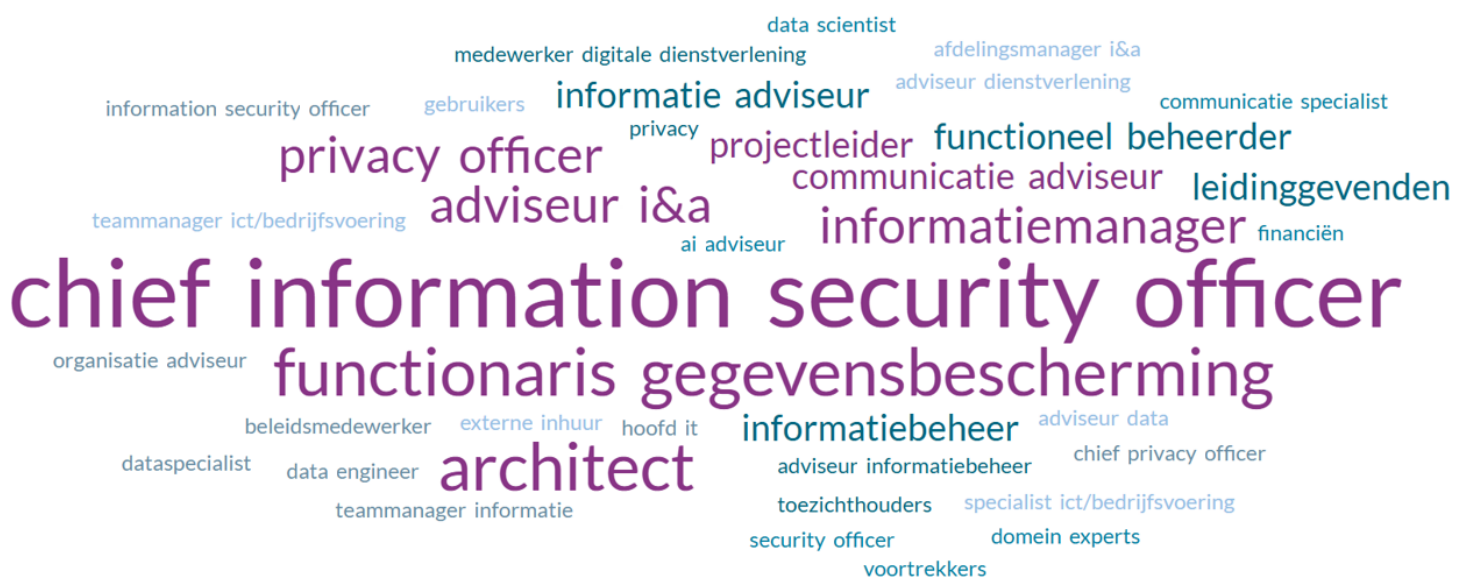 data scientist
medewerker digitale dienstverlening
afdelingsmanager i&a
information security officer
gebruikers
informatie adviseur
adviseur dienstverlening
communicatie specialist
privacy officer
privacy
projectleider
functioneel beheerder
communicatie adviseur
leidinggevenden
teammanager ict/bedrijfsvoering
adviseur i&a
ai adviseur
informatiemanager
financiën
chief information security officer
organisatie adviseur
functionaris gegevensbescherming
beleidsmedewerker
externe inhuur
hoofd it
informatiebeheer
adviseur data
dataspecialist
data engineer
architect
adviseur informatiebeheer
chief privacy officer
teammanager informatie
toezichthouders
specialist ict/bedrijfsvoering
security officer
domein experts
voortrekkers